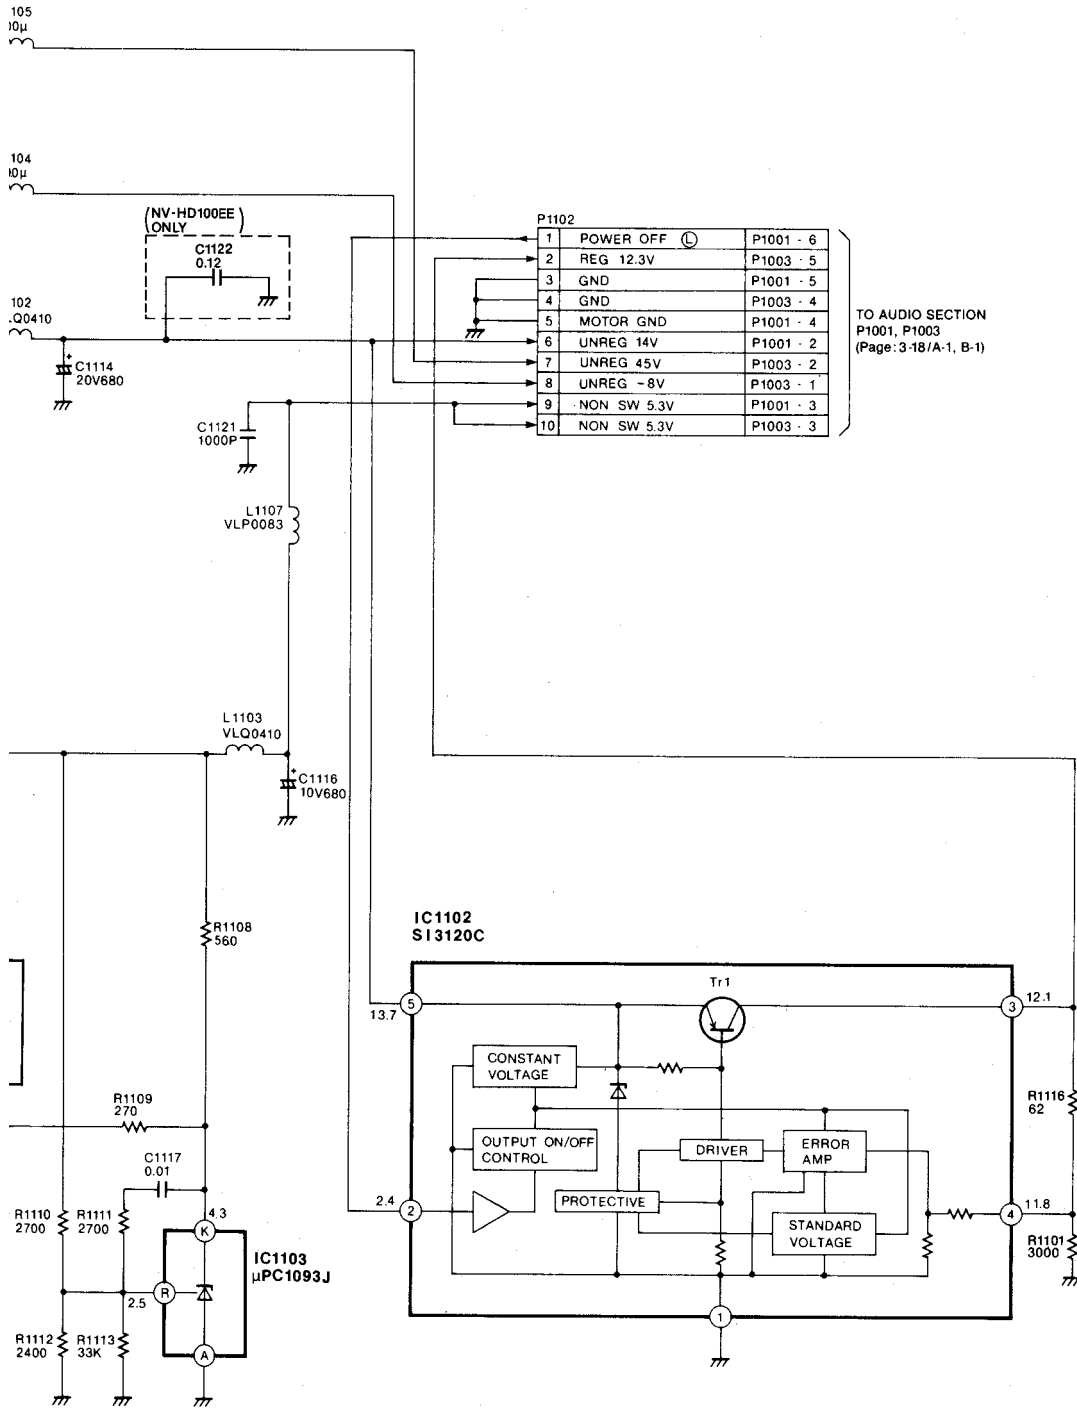 105
00µ
104
00µ
(NV-HD100EE)
ONLY
C1122
0.12
102
LQ0410
+
C1114
20V680
P1102
1 POWER OFF Ⓛ P1001 - 6
2 REG 12.3V P1003 - 5
3 GND P1001 - 5
4 GND P1003 - 4
5 MOTOR GND P1001 - 4
6 UNREG 14V P1001 - 2
7 UNREG 45V P1003 - 2
8 UNREG -8V P1003 - 1
9 NON SW 5.3V P1001 - 3
10 NON SW 5.3V P1003 - 3
TO AUDIO SECTION
P1001, P1003
(Page: 3-18/A-1, B-1)
C1121
1000P
L1107
VLP0083
L1103
VLQ0410
+
C1116
10V680
R1108
560
IC1102
SI3120C
Tr1
5
13.7
3
12.1
CONSTANT
VOLTAGE
OUTPUT ON/OFF
CONTROL
DRIVER
ERROR
AMP
PROTECTIVE
STANDARD
VOLTAGE
2.4
2
4
11.8
1
R1116
62
R1101
3000
R1109
270
C1117
0.01
R1110
2700
R1111
2700
4.3
K
IC1103
µPC1093J
R
2.5
A
R1112
2400
R1113
33K